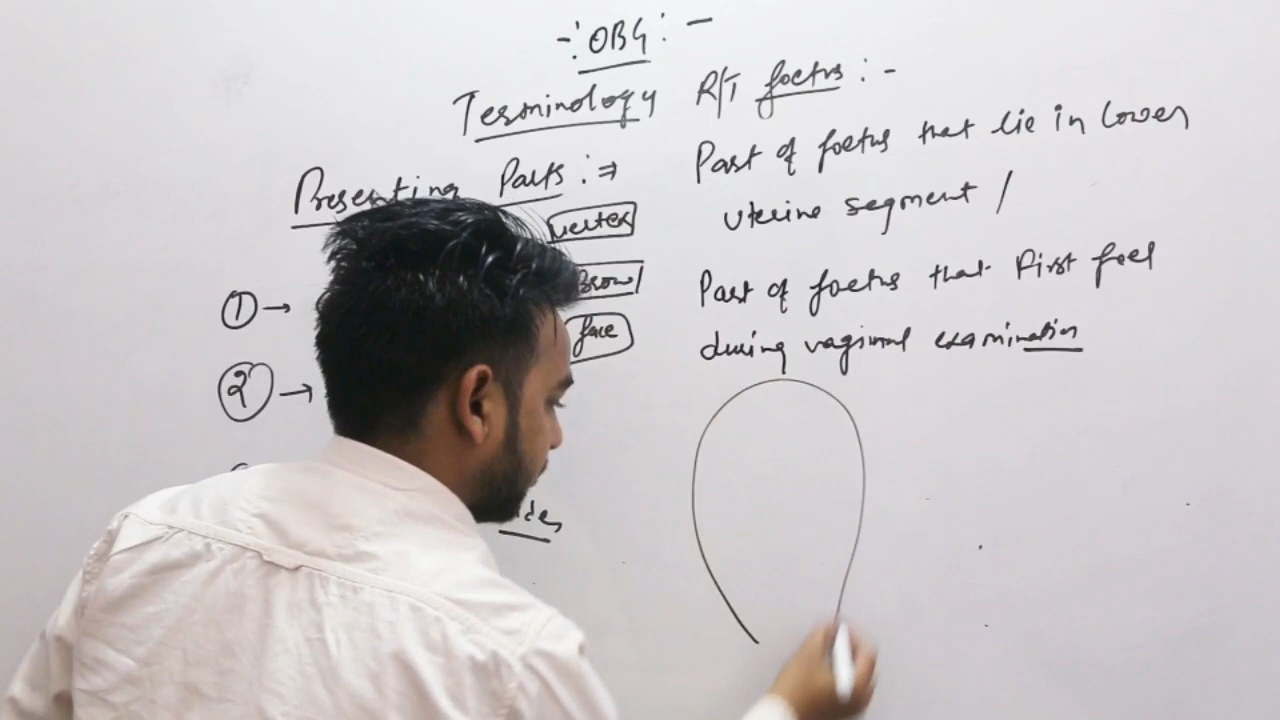 -: OBG : -
Terminology R/T foetus : -
Presenting Parts : ⇒
Part of foetus that lie in lower
uterine segment /
Part of foetus that first feel
during vaginal examination
vertex
Brow
face
① →
② →